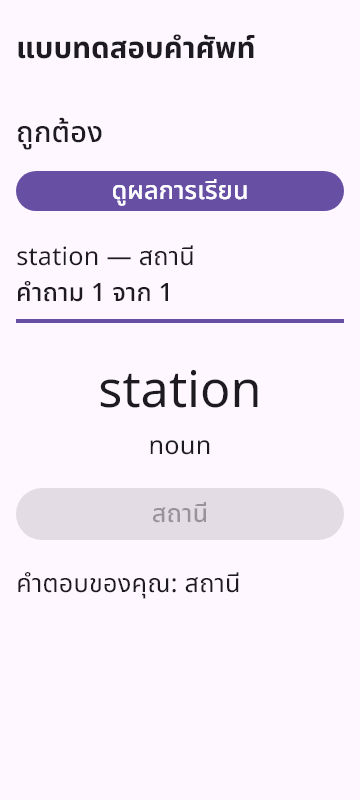 แบบทดสอบคำศัพท์
ถูกต้อง
ดูผลการเรียน
station — สถานี
คำถาม 1 จาก 1
station
noun
สถานี
คำตอบของคุณ: สถานี